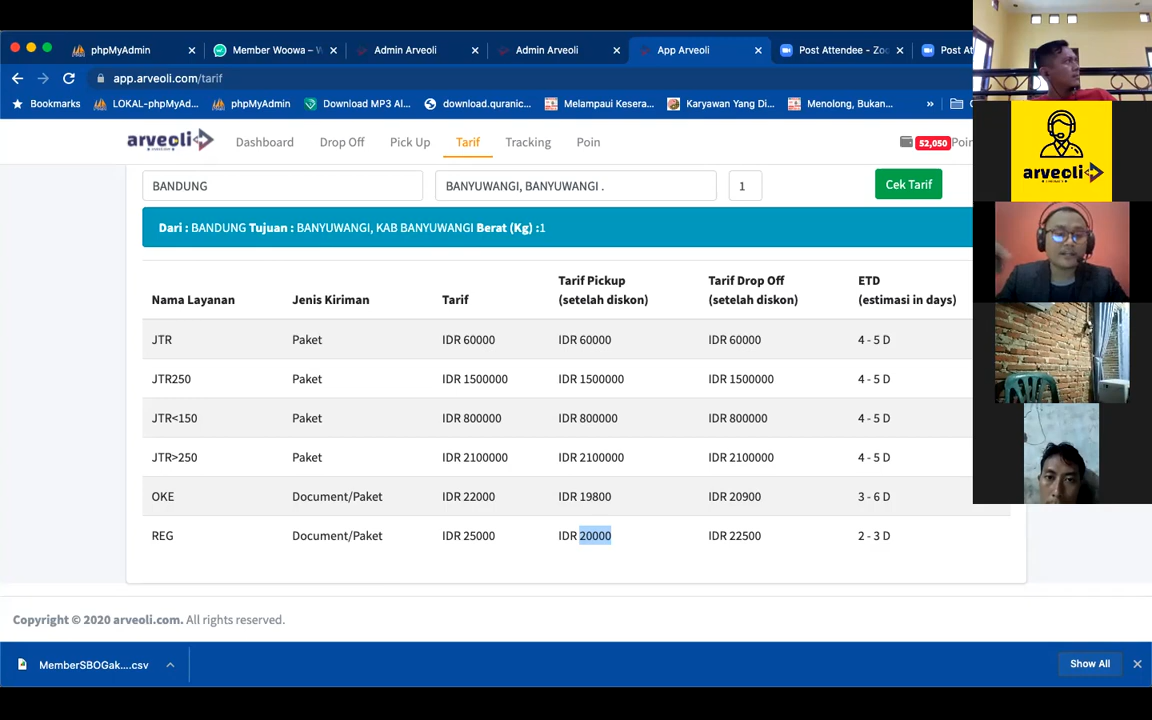 phpMyAdmin
Member Woowa – W
Admin Arveoli
Admin Arveoli
App Arveoli
Post Attendee - Zoo
Post At
app.arveoli.com/tarif
Bookmarks
LOKAL-phpMyAd...
phpMyAdmin
Download MP3 Al...
download.quranic...
Melampaui Kesera...
Karyawan Yang Di...
Menolong, Bukan...
»
arveoli
Dashboard
Drop Off
Pick Up
Tarif
Tracking
Poin
52,050
Poin
BANDUNG
BANYUWANGI, BANYUWANGI .
1
Cek Tarif
Dari : BANDUNG Tujuan : BANYUWANGI, KAB BANYUWANGI Berat (Kg) :1
Nama Layanan Jenis Kiriman Tarif Tarif Pickup (setelah diskon) Tarif Drop Off (setelah diskon) ETD (estimasi in days)
JTR Paket IDR 60000 IDR 60000 IDR 60000 4 - 5 D
JTR250 Paket IDR 1500000 IDR 1500000 IDR 1500000 4 - 5 D
JTR<150 Paket IDR 800000 IDR 800000 IDR 800000 4 - 5 D
JTR>250 Paket IDR 2100000 IDR 2100000 IDR 2100000 4 - 5 D
OKE Document/Paket IDR 22000 IDR 19800 IDR 20900 3 - 6 D
REG Document/Paket IDR 25000 IDR 20000 IDR 22500 2 - 3 D
Copyright © 2020 arveoli.com. All rights reserved.
MemberSBOGak....csv
Show All
arveoli